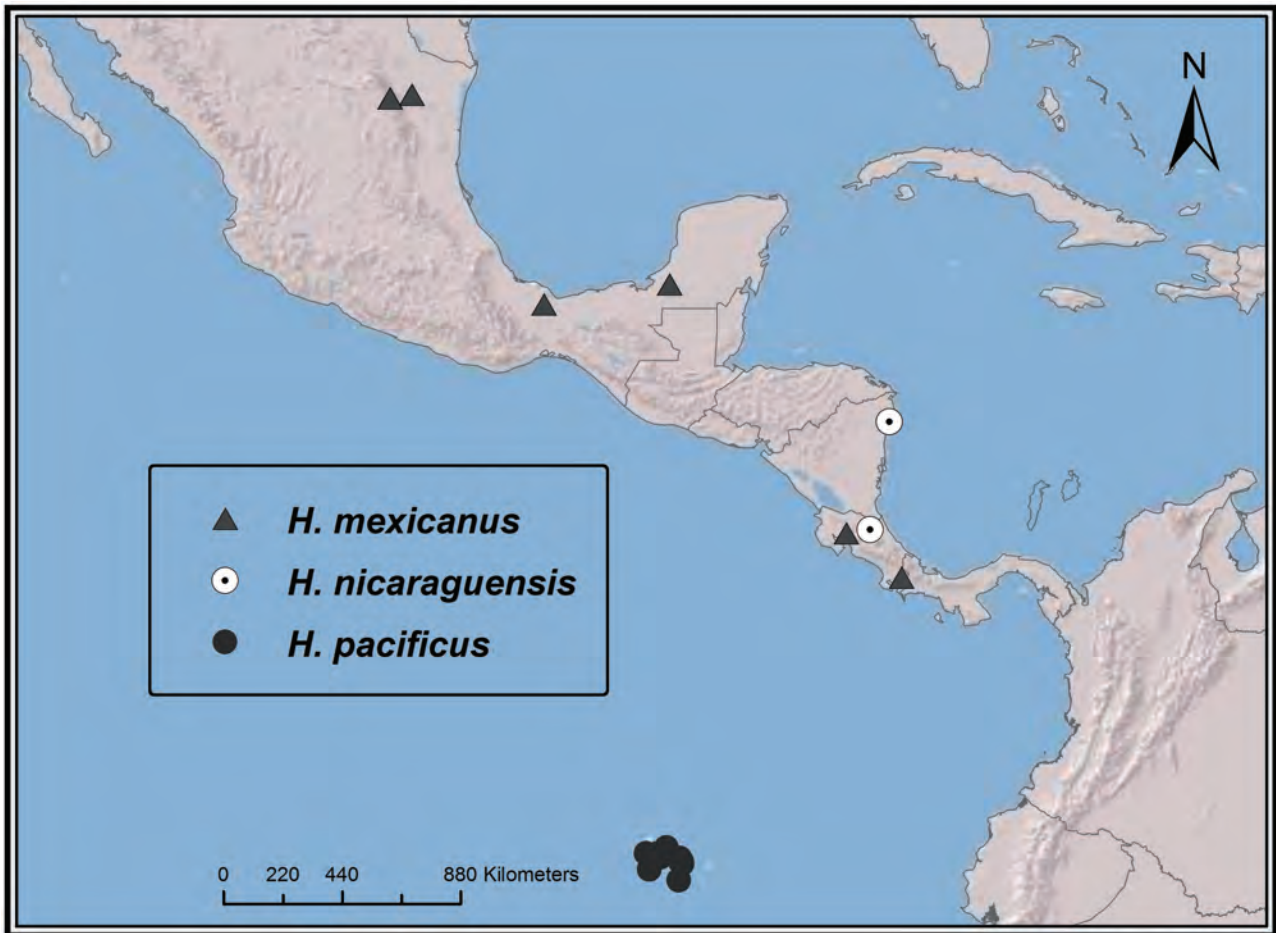 N
H. mexicanus
H. nicaraguensis
H. pacificus
0 220 440 880 Kilometers